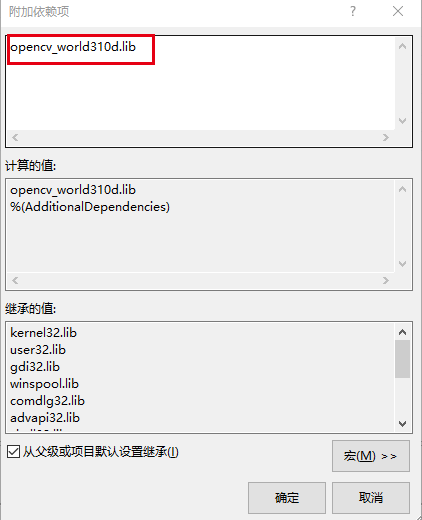 附加依赖项
opencv_world310d.lib
计算的值:
opencv_world310d.lib
%(AdditionalDependencies)
继承的值:
kernel32.lib
user32.lib
gdi32.lib
winspool.lib
comdlg32.lib
advapi32.lib
从父级或项目默认设置继承(I)
宏(M) >>
确定
取消